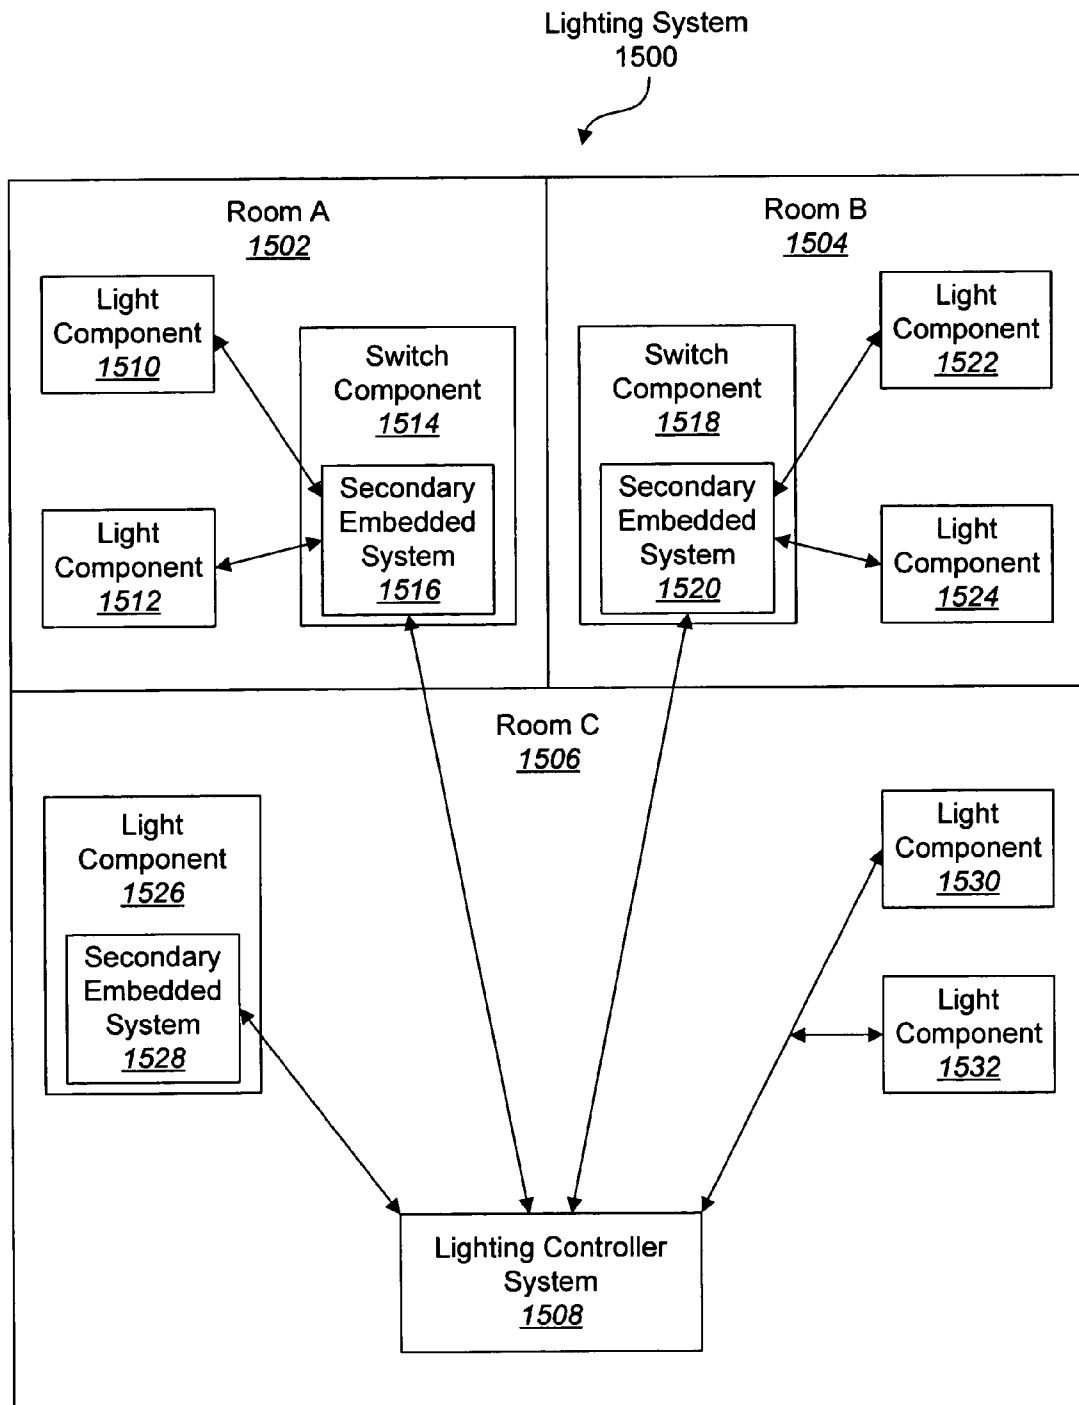 Lighting System
1500
Room A
1502
Light
Component
1510
Switch
Component
1514
Secondary
Embedded
System
1516
Light
Component
1512
Room B
1504
Light
Component
1522
Switch
Component
1518
Secondary
Embedded
System
1520
Light
Component
1524
Room C
1506
Light
Component
1526
Secondary
Embedded
System
1528
Light
Component
1530
Light
Component
1532
Lighting Controller
System
1508